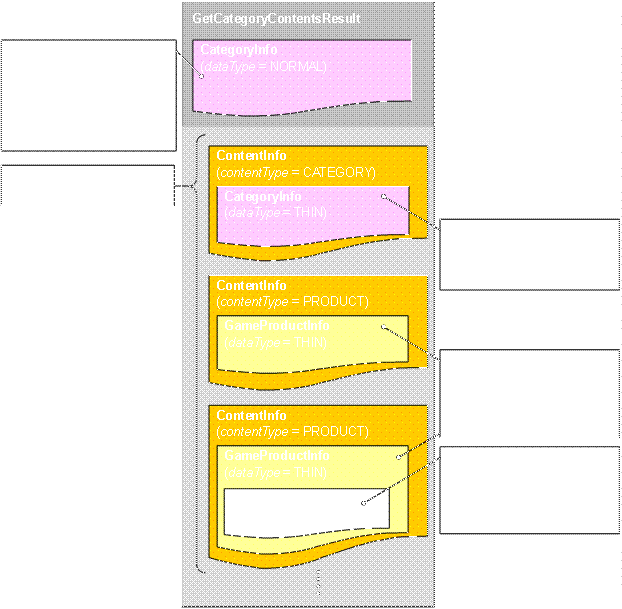 GetCategoryContentsResult
CategoryInfo
(dataType = NORMAL)
ContentInfo
(contentType = CATEGORY)
CategoryInfo
(dataType = THIN)
ContentInfo
(contentType = PRODUCT)
GameProductInfo
(dataType = THIN)
ContentInfo
(contentType = PRODUCT)
GameProductInfo
(dataType = THIN)